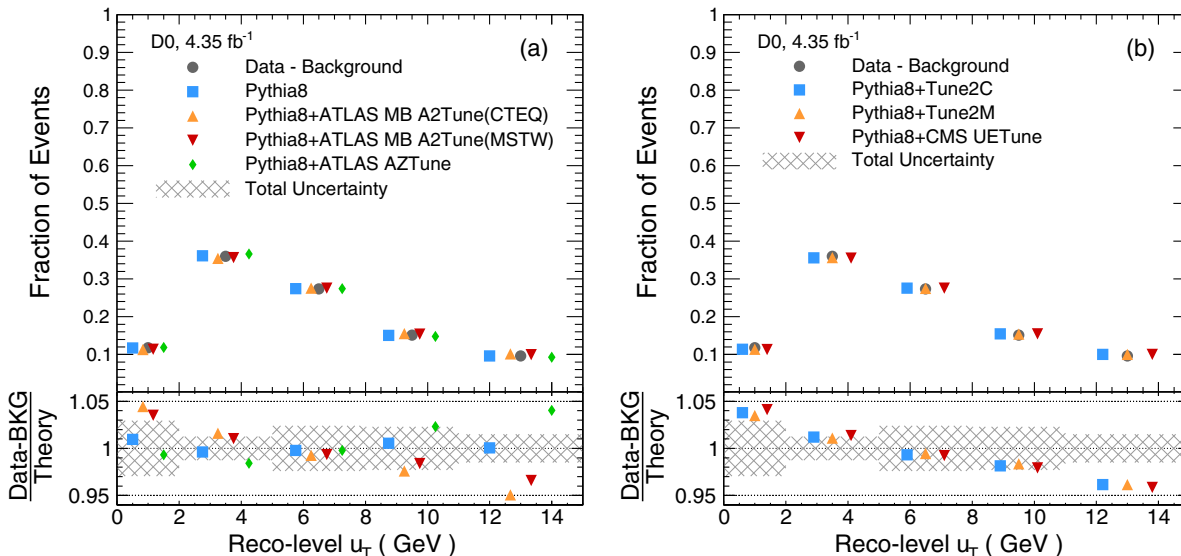 D0, 4.35 fb-1
(a)
Data - Background
Pythia8
Pythia8+ATLAS MB A2Tune(CTEQ)
Pythia8+ATLAS MB A2Tune(MSTW)
Pythia8+ATLAS AZTune
Total Uncertainty
Fraction of Events
1
0.9
0.8
0.7
0.6
0.5
0.4
0.3
0.2
0.1
Data-BKG
Theory
1.05
1
0.95
0 2 4 6 8 10 12 14
Reco-level uT ( GeV )
D0, 4.35 fb-1
(b)
Data - Background
Pythia8+Tune2C
Pythia8+Tune2M
Pythia8+CMS UETune
Total Uncertainty
Fraction of Events
1
0.9
0.8
0.7
0.6
0.5
0.4
0.3
0.2
0.1
Data-BKG
Theory
1.05
1
0.95
0 2 4 6 8 10 12 14
Reco-level uT ( GeV )